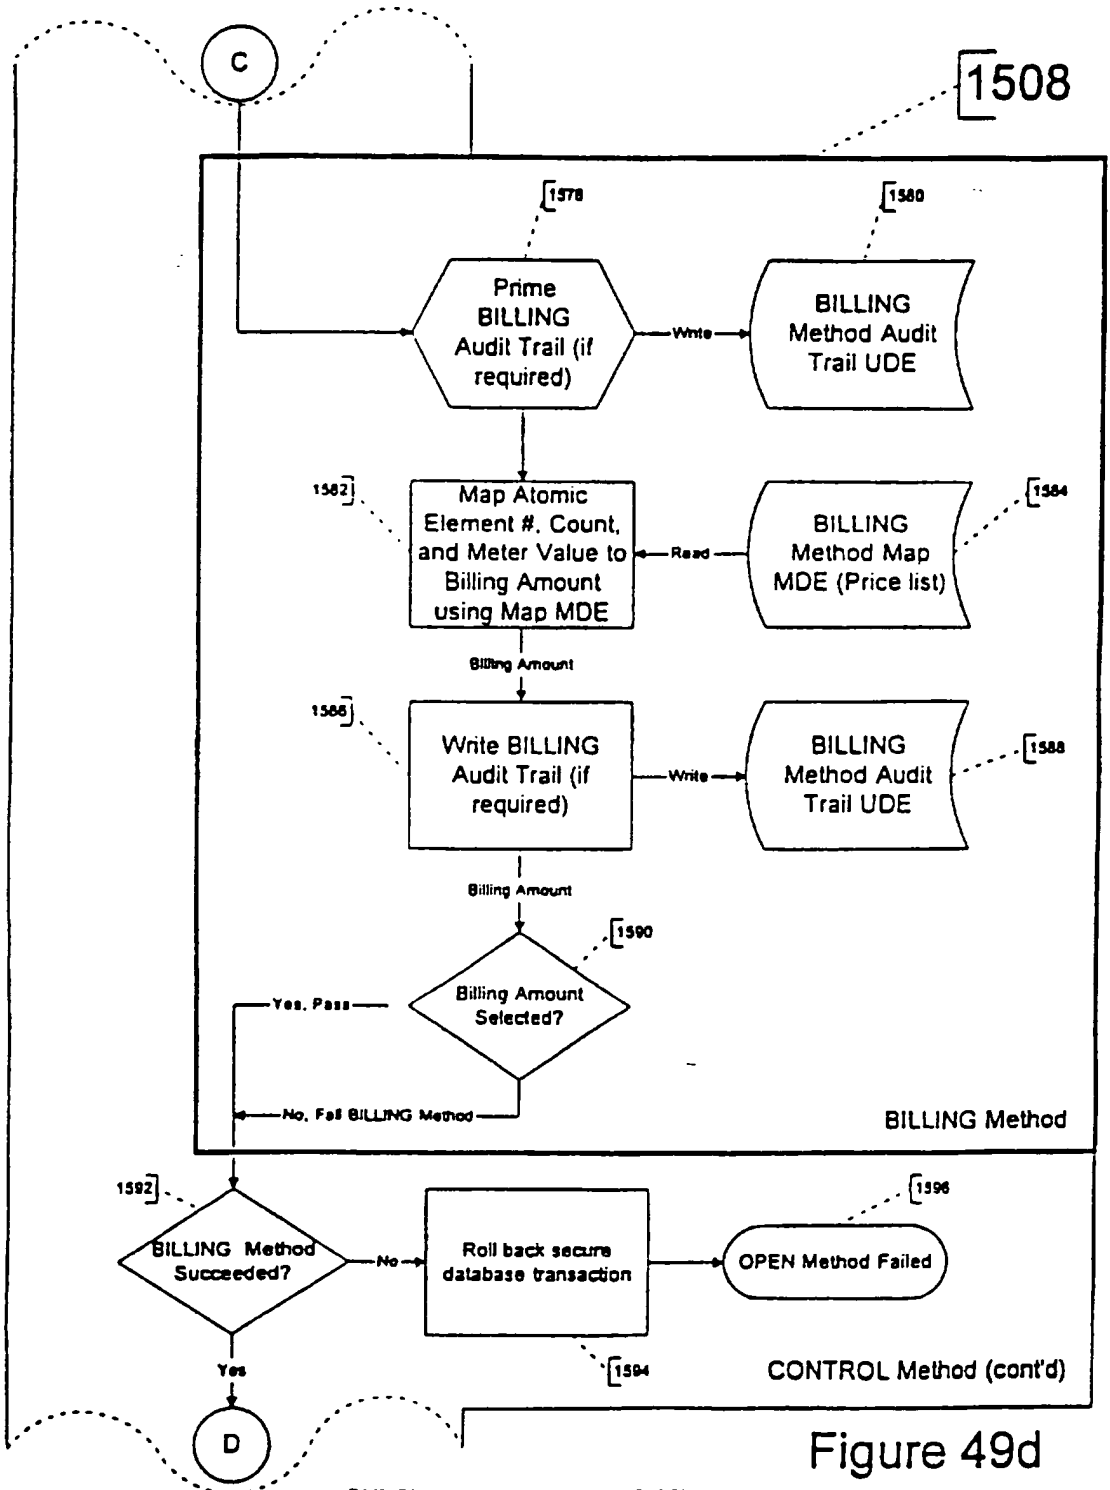 C
1508
1578
1580
Prime
BILLING
Audit Trail (if
required)
Write
BILLING
Method Audit
Trail UDE
1582
Map Atomic
Element #, Count,
and Meter Value to
Billing Amount
using Map MDE
Read
BILLING
Method Map
MDE (Price list)
1584
Billing Amount
1586
Write BILLING
Audit Trail (if
required)
Write
BILLING
Method Audit
Trail UDE
1588
Billing Amount
1590
Billing Amount
Selected?
Yes, Pass
No, Fail BILLING Method
BILLING Method
1592
BILLING Method
Succeeded?
No
Roll back secure
database transaction
1596
OPEN Method Failed
1594
Yes
CONTROL Method (cont'd)
D
Figure 49d